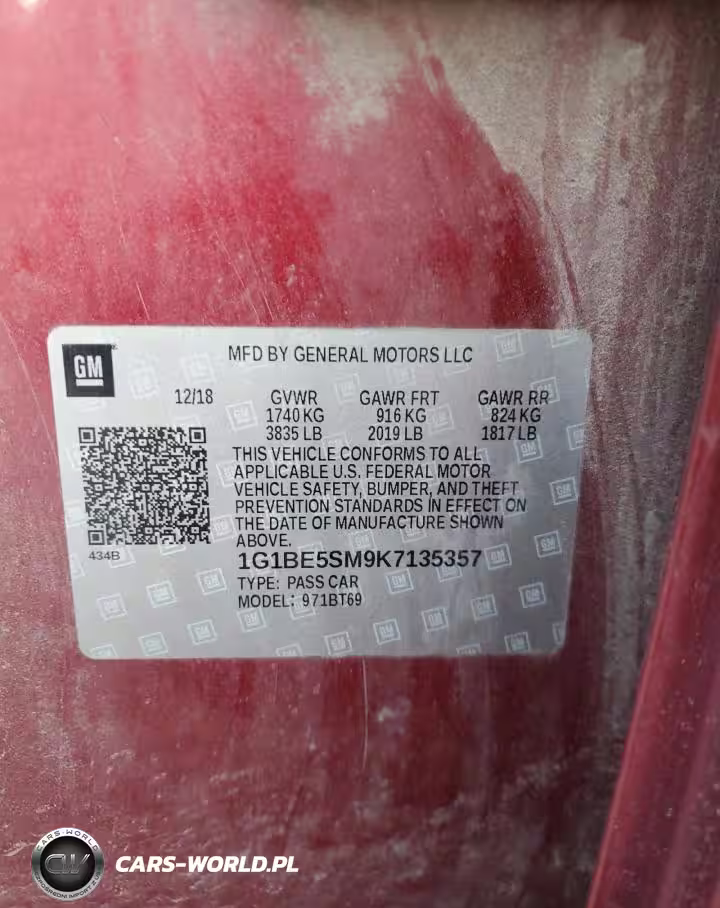 GM
MFD BY GENERAL MOTORS LLC
12/18 GVWR GAWR FRT GAWR RR
1740 KG 916 KG 824 KG
3835 LB 2019 LB 1817 LB
THIS VEHICLE CONFORMS TO ALL
APPLICABLE U.S. FEDERAL MOTOR
VEHICLE SAFETY, BUMPER, AND THEFT
PREVENTION STANDARDS IN EFFECT ON
THE DATE OF MANUFACTURE SHOWN
ABOVE.
434B
1G1BE5SM9K7135357
TYPE: PASS CAR
MODEL: 971BT69
CARS-WORLD
CW
CARS-WORLD.PL